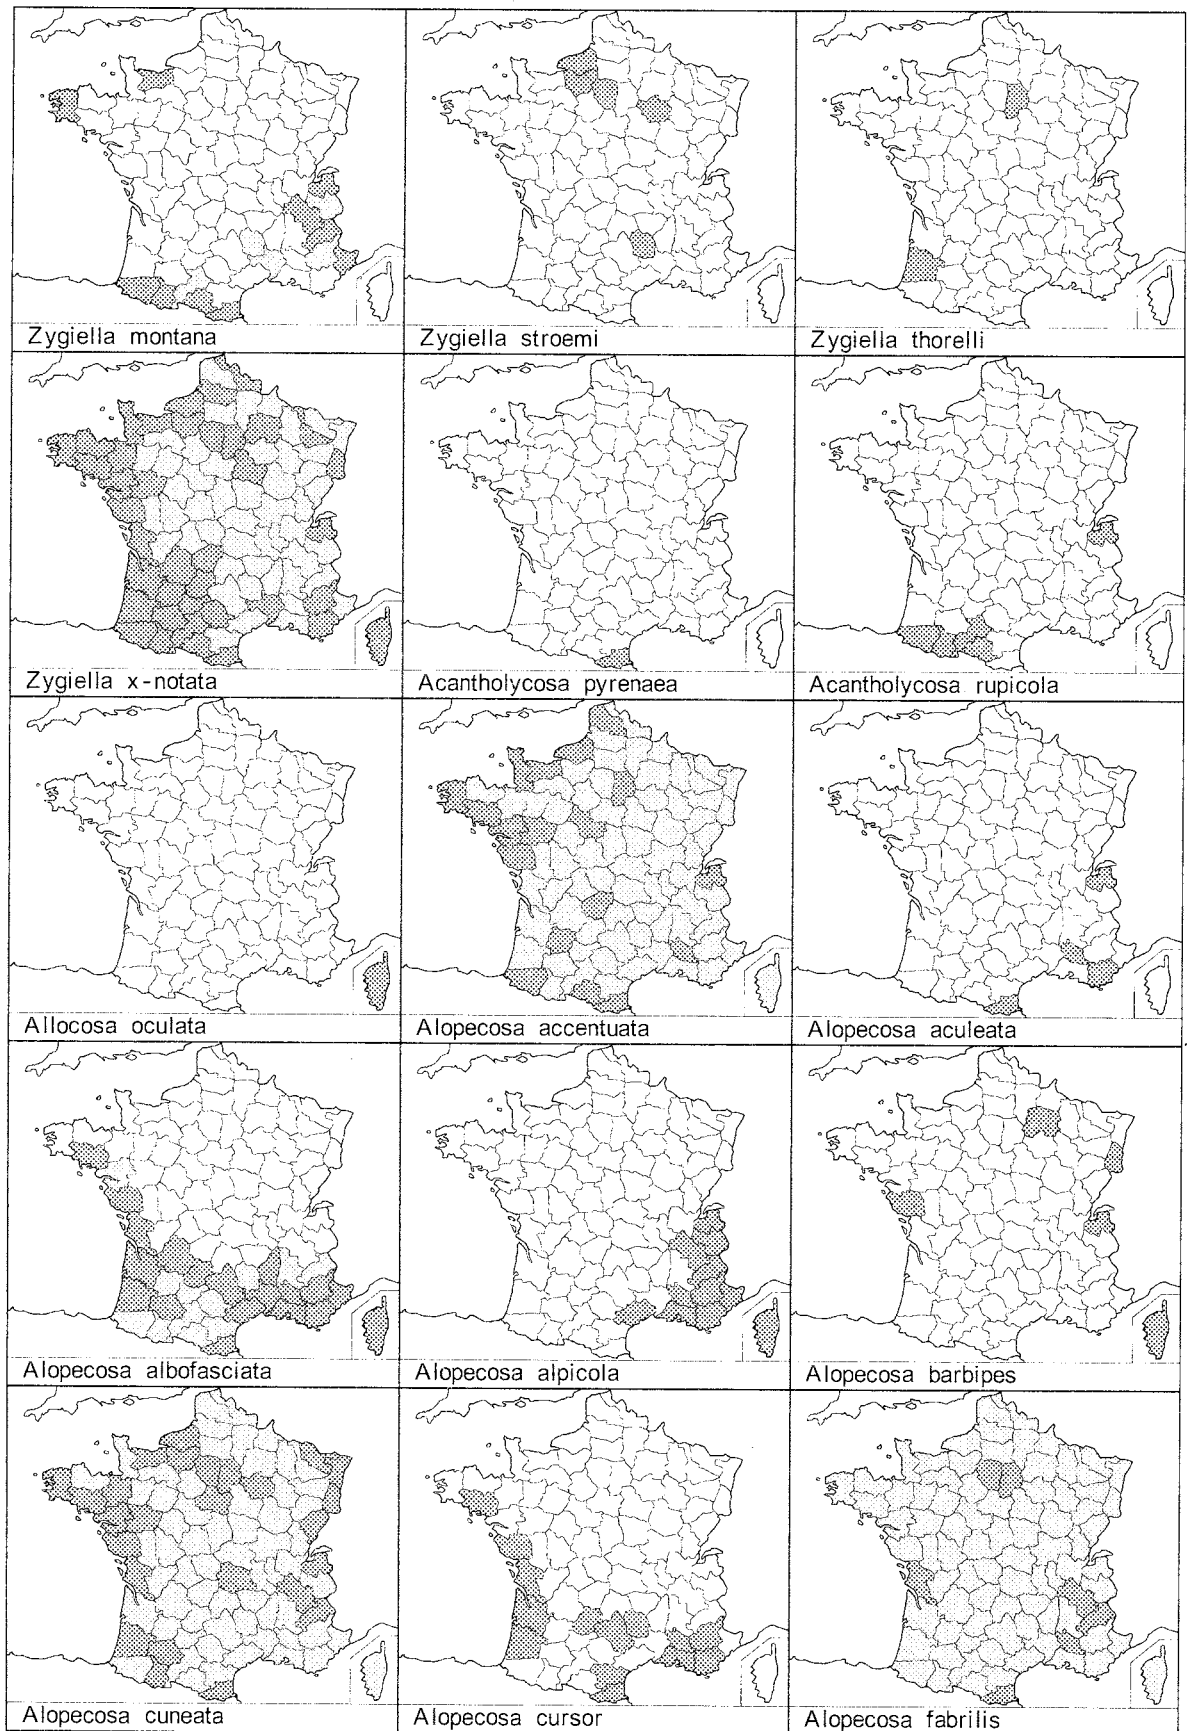 Zygiella montana
Zygiella stroemi
Zygiella thorelli
Zygiella x-notata
Acantholycosa pyrenaea
Acantholycosa rupicola
Allocosa oculata
Alopecosa accentuata
Alopecosa aculeata
Alopecosa albofasciata
Alopecosa alpicola
Alopecosa barbipes
Alopecosa cuneata
Alopecosa cursor
Alopecosa fabrilis